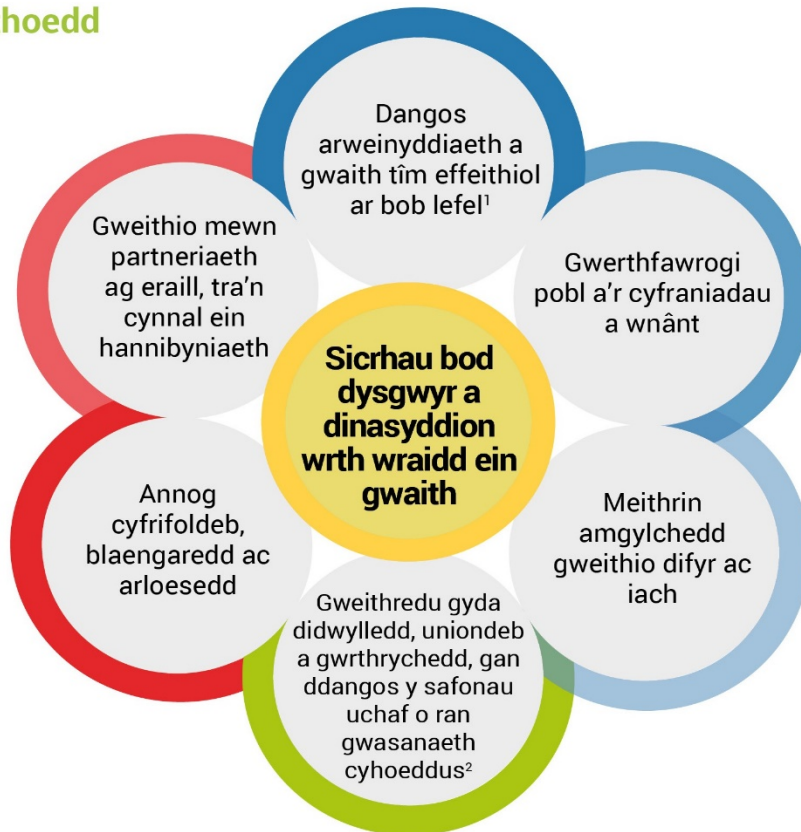 hoedd
Dangos
arweinyddiaeth a
gwaith tîm effeithiol
ar bob lefel¹
Gwerthfawrogi
pobl a'r cyfraniadau
a wnânt
Meithrin
amgylchedd
gweithio difyr ac
iach
Gweithredu gyda
didwylledd, uniondeb
a gwrthrychedd, gan
ddangos y safonau
uchaf o ran
gwasanaeth
cyhoeddus²
Annog
cyfrifoldeb,
blaengaredd ac
arloesedd
Gweithio mewn
partneriaeth
ag eraill, tra'n
cynnal ein
hannibyniaeth
Sicrhau bod
dysgwyr a
dinasyddion
wrth wraidd ein
gwaith